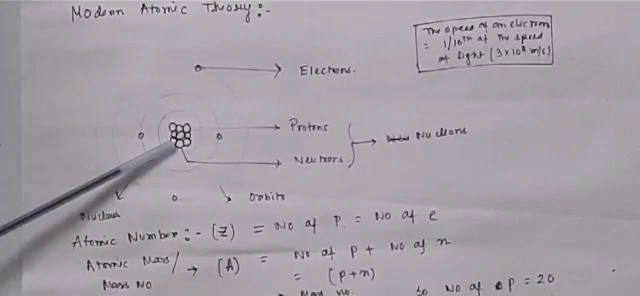 Modern Atomic Theory :-
The speed of an electron
= 1/10th of the speed
of light (3 x 10⁸ m/s)
Electrons.
Protons
Nucleons
Neutrons
Orbits
Nucleus
Atomic Number :- (Z) = No of P = No of e
Atomic Mass/ → (A) = No of p + No of n
Mass No = (p+n)
so No of P = 20